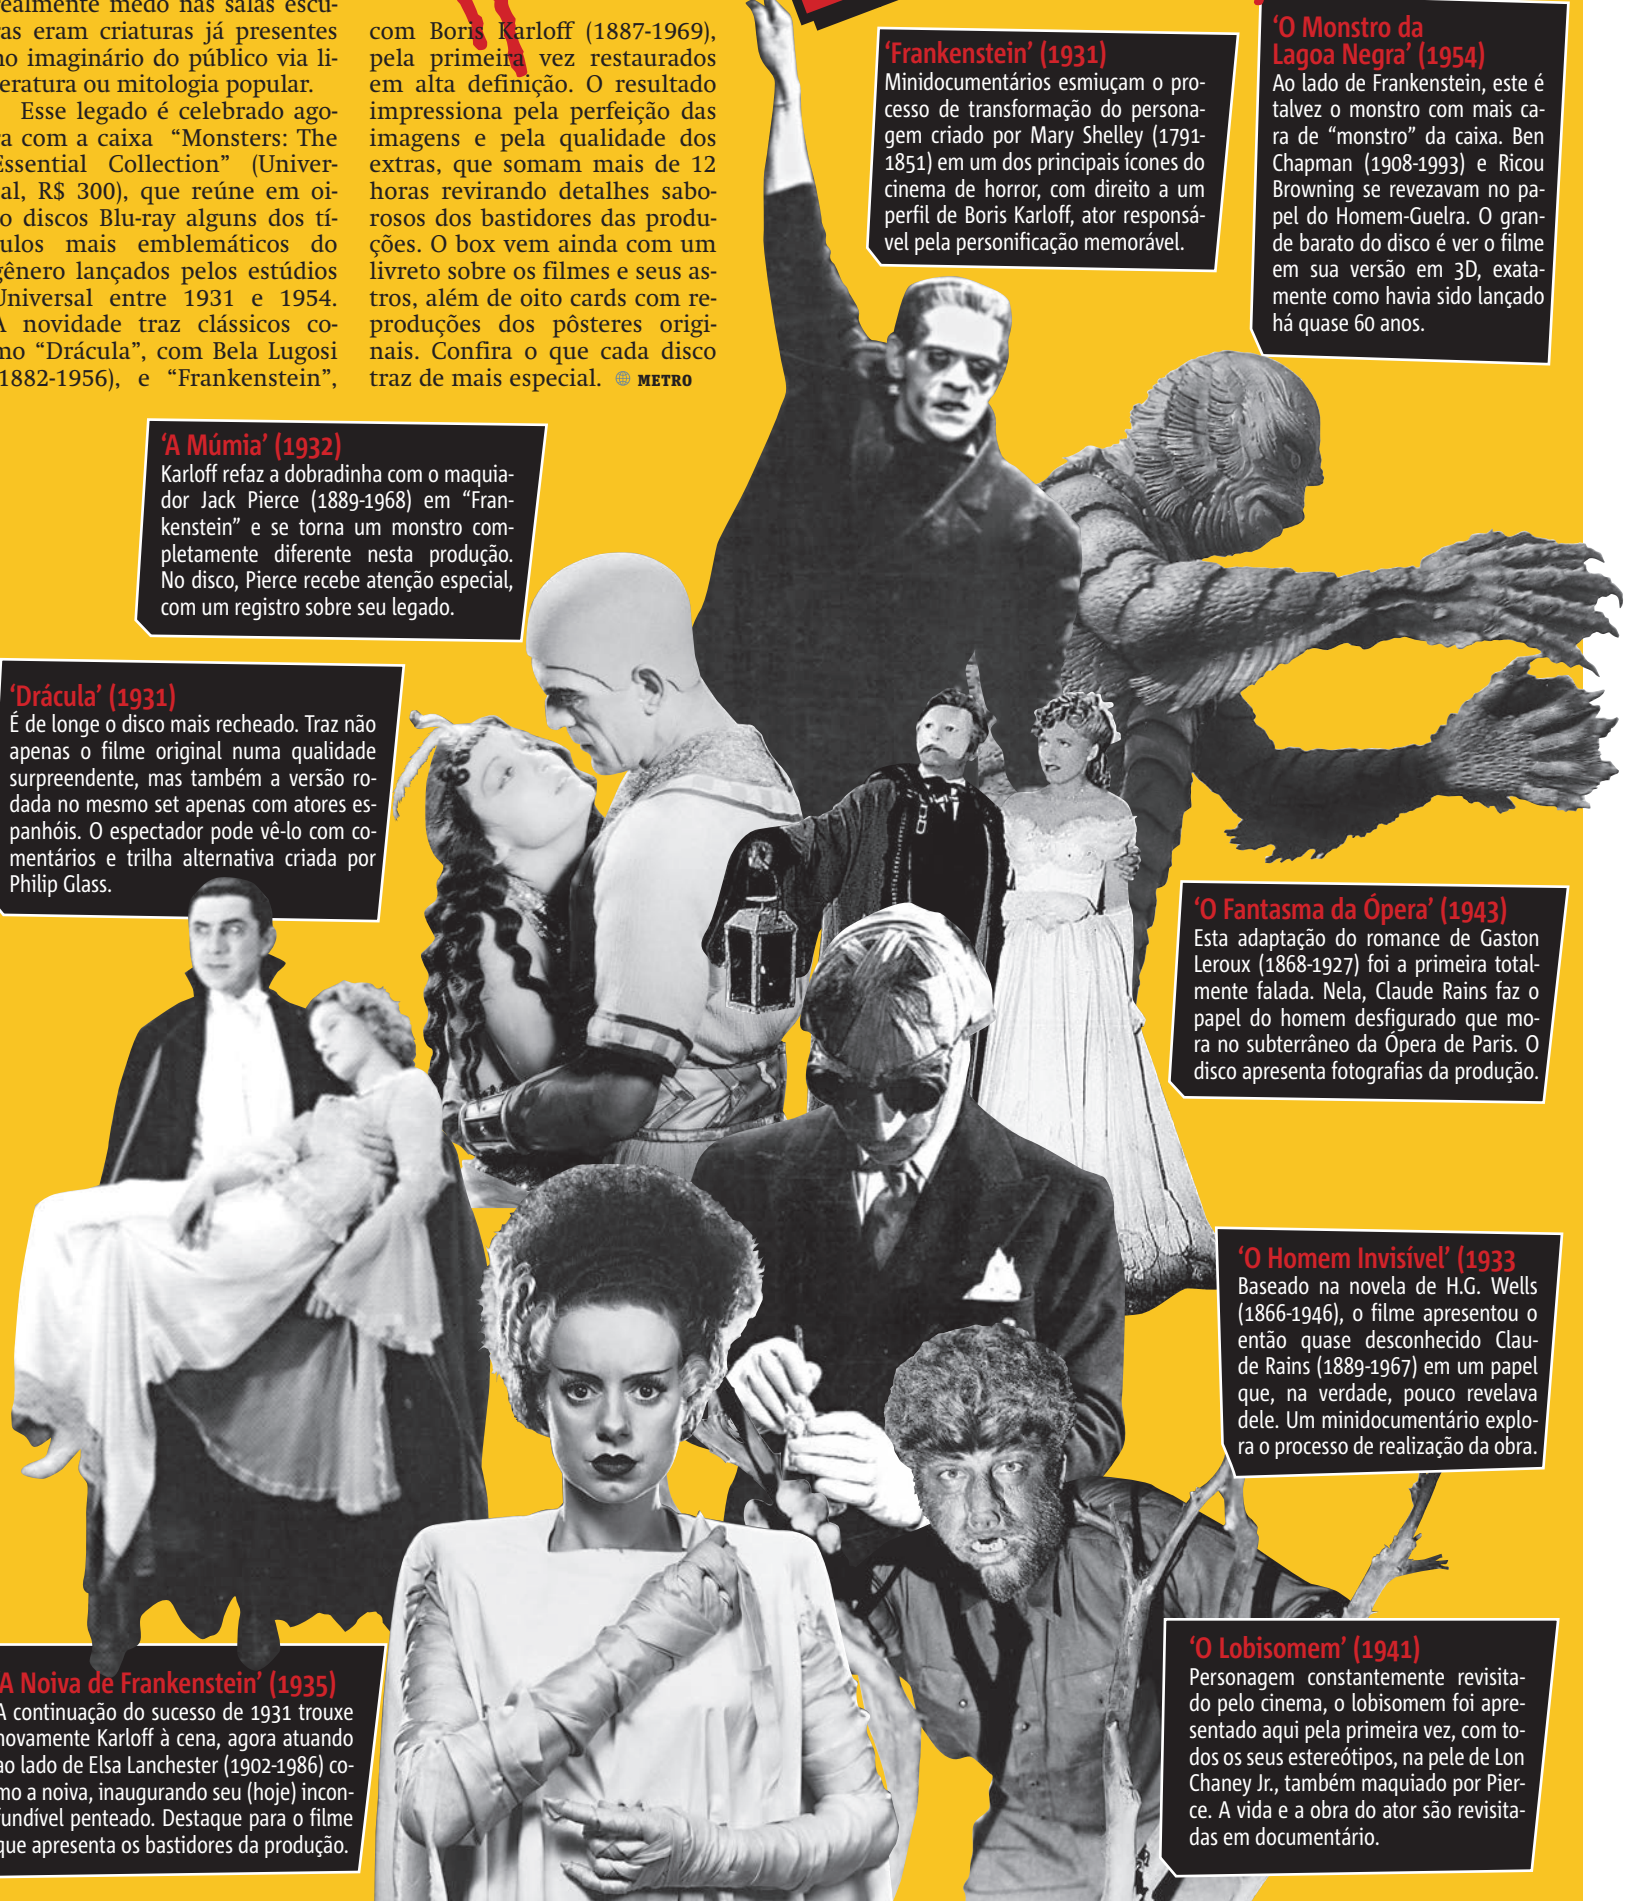 realmente medo nas salas escu-
ras eram criaturas já presentes
no imaginário do público via li-
teratura ou mitologia popular.
Esse legado é celebrado ago-
ra com a caixa “Monsters: The
Essential Collection” (Univer-
sal, R$ 300), que reúne em oi-
to discos Blu-ray alguns dos tí-
tulos mais emblemáticos do
gênero lançados pelos estúdios
Universal entre 1931 e 1954.
A novidade traz clássicos co-
mo “Drácula”, com Bela Lugosi
(1882-1956), e “Frankenstein”,
com Boris Karloff (1887-1969),
pela primeira vez restaurados
em alta definição. O resultado
impressiona pela perfeição das
imagens e pela qualidade dos
extras, que somam mais de 12
horas revirando detalhes sabo-
rosos dos bastidores das produ-
ções. O box vem ainda com um
livreto sobre os filmes e seus as-
tros, além de oito cards com re-
produções dos pôsteres origi-
nais. Confira o que cada disco
traz de mais especial. METRO
‘Frankenstein’ (1931)
Minidocumentários esmiuçam o pro-
cesso de transformação do persona-
gem criado por Mary Shelley (1791-
1851) em um dos principais ícones do
cinema de horror, com direito a um
perfil de Boris Karloff, ator responsá-
vel pela personificação memorável.
‘O Monstro da
Lagoa Negra’ (1954)
Ao lado de Frankenstein, este é
talvez o monstro com mais ca-
ra de “monstro” da caixa. Ben
Chapman (1908-1993) e Ricou
Browning se revezavam no pa-
pel do Homem-Guelra. O gran-
de barato do disco é ver o filme
em sua versão em 3D, exata-
mente como havia sido lançado
há quase 60 anos.
‘A Múmia’ (1932)
Karloff refaz a dobradinha com o maquia-
dor Jack Pierce (1889-1968) em “Fran-
kenstein” e se torna um monstro com-
pletamente diferente nesta produção.
No disco, Pierce recebe atenção especial,
com um registro sobre seu legado.
‘Drácula’ (1931)
É de longe o disco mais recheado. Traz não
apenas o filme original numa qualidade
surpreendente, mas também a versão ro-
dada no mesmo set apenas com atores es-
panhóis. O espectador pode vê-lo com co-
mentários e trilha alternativa criada por
Philip Glass.
‘O Fantasma da Ópera’ (1943)
Esta adaptação do romance de Gaston
Leroux (1868-1927) foi a primeira total-
mente falada. Nela, Claude Rains faz o
papel do homem desfigurado que mo-
ra no subterrâneo da Ópera de Paris. O
disco apresenta fotografias da produção.
‘O Homem Invisível’ (1933
Baseado na novela de H.G. Wells
(1866-1946), o filme apresentou o
então quase desconhecido Clau-
de Rains (1889-1967) em um papel
que, na verdade, pouco revelava
dele. Um minidocumentário explo-
ra o processo de realização da obra.
‘A Noiva de Frankenstein’ (1935)
A continuação do sucesso de 1931 trouxe
novamente Karloff à cena, agora atuando
ao lado de Elsa Lanchester (1902-1986) co-
mo a noiva, inaugurando seu (hoje) incon-
fundível penteado. Destaque para o filme
que apresenta os bastidores da produção.
‘O Lobisomem’ (1941)
Personagem constantemente revisita-
do pelo cinema, o lobisomem foi apre-
sentado aqui pela primeira vez, com to-
dos os seus estereótipos, na pele de Lon
Chaney Jr., também maquiado por Pier-
ce. A vida e a obra do ator são revisita-
das em documentário.